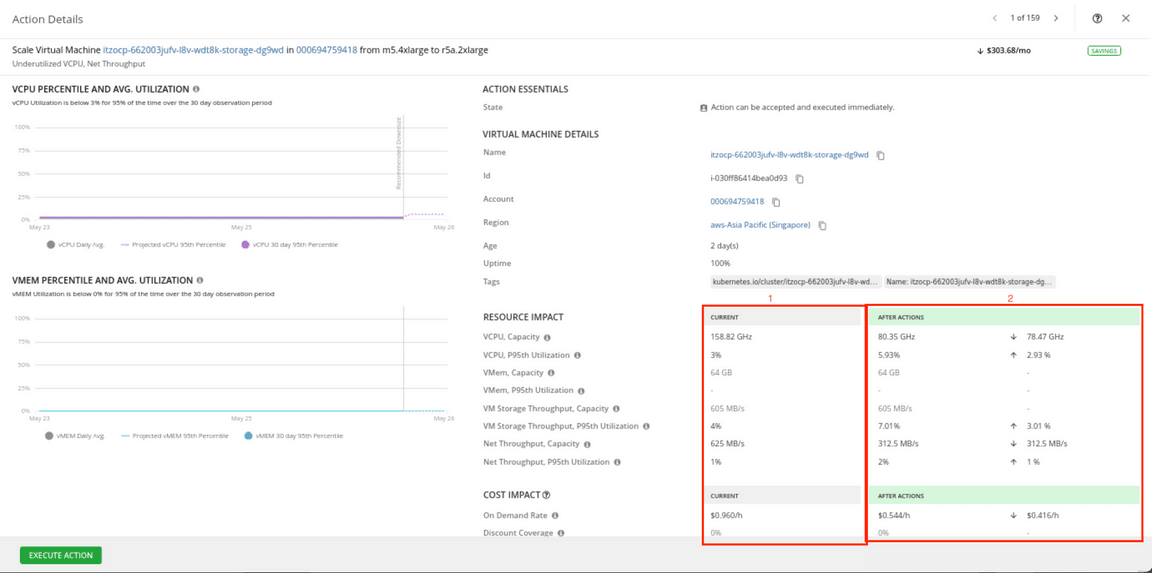 Action Details
1 of 159
Scale Virtual Machine itzocp-662003jufv-l8v-wdt8k-storage-dg9wd in 000694759418 from m5.4xlarge to r5a.2xlarge
$303.68/mo
SAVINGS
Underutilized VCPU, Net Throughput
VCPU PERCENTILE AND AVG. UTILIZATION
vCPU Utilization is below 3% for 95% of the time over the 30 day observation period
100%
75%
50%
25%
0%
Recommended Downsize
May 23
May 25
May 26
vCPU Daily Avg.
Projected vCPU 95th Percentile
vCPU 30 day 95th Percentile
VMEM PERCENTILE AND AVG. UTILIZATION
vMEM Utilization is below 0% for 95% of the time over the 30 day observation period
100%
75%
50%
25%
0%
May 23
May 25
May 26
vMEM Daily Avg.
Projected vMEM 95th Percentile
vMEM 30 day 95th Percentile
ACTION ESSENTIALS
State Action can be accepted and executed immediately.
VIRTUAL MACHINE DETAILS
Name itzocp-662003jufv-l8v-wdt8k-storage-dg9wd
Id i-030ff86414bea0d93
Account 000694759418
Region aws-Asia Pacific (Singapore)
Age 2 day(s)
Uptime 100%
Tags kubernetes.io/cluster/itzocp-662003jufv-l8v-wd... Name: itzocp-662003jufv-l8v-wdt8k-storage-dg...
1 2
RESOURCE IMPACT CURRENT AFTER ACTIONS
VCPU, Capacity 158.82 GHz 80.35 GHz 78.47 GHz
VCPU, P95th Utilization 3% 5.93% 2.93 %
VMem, Capacity 64 GB 64 GB -
VMem, P95th Utilization - - -
VM Storage Throughput, Capacity 605 MB/s 605 MB/s -
VM Storage Throughput, P95th Utilization 4% 7.01% 3.01 %
Net Throughput, Capacity 625 MB/s 312.5 MB/s 312.5 MB/s
Net Throughput, P95th Utilization 1% 2% 1 %
COST IMPACT CURRENT AFTER ACTIONS
On Demand Rate $0.960/h $0.544/h $0.416/h
Discount Coverage 0% 0% -
EXECUTE ACTION